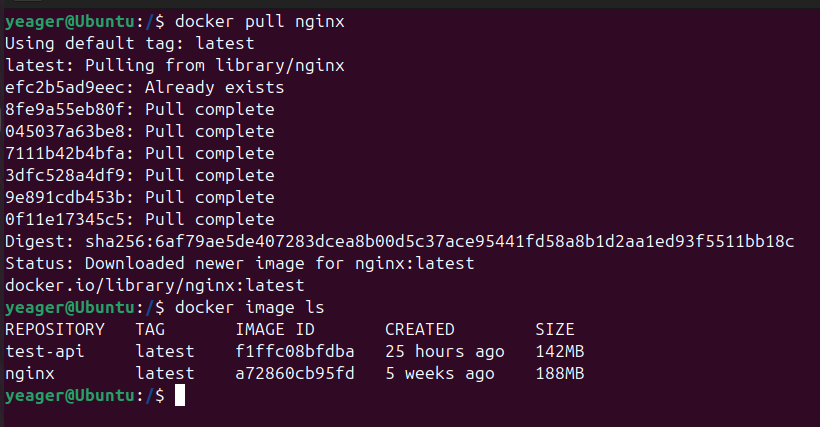 yeager@Ubuntu:/$ docker pull nginx
Using default tag: latest
latest: Pulling from library/nginx
efc2b5ad9eec: Already exists
8fe9a55eb80f: Pull complete
045037a63be8: Pull complete
7111b42b4bfa: Pull complete
3dfc528a4df9: Pull complete
9e891cdb453b: Pull complete
0f11e17345c5: Pull complete
Digest: sha256:6af79ae5de407283dcea8b00d5c37ace95441fd58a8b1d2aa1ed93f5511bb18c
Status: Downloaded newer image for nginx:latest
docker.io/library/nginx:latest
yeager@Ubuntu:/$ docker image ls
REPOSITORY   TAG       IMAGE ID       CREATED        SIZE
test-api     latest    f1ffc08bfdba   25 hours ago   142MB
nginx        latest    a72860cb95fd   5 weeks ago    188MB
yeager@Ubuntu:/$